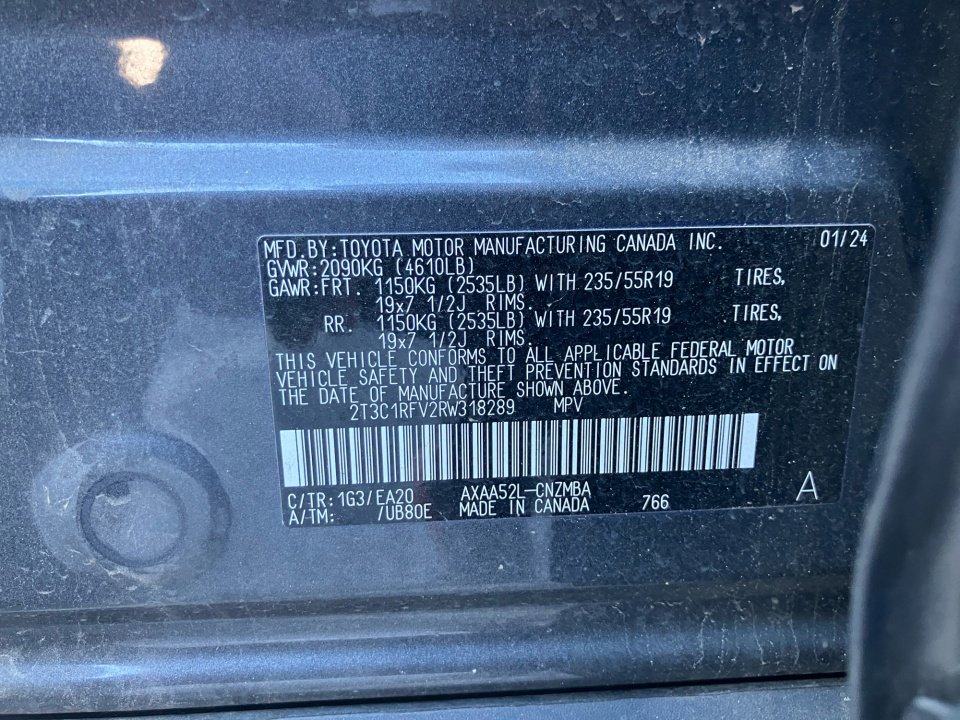 MFD.BY:TOYOTA MOTOR MANUFACTURING CANADA INC. 01/24
GVWR:2090KG (4610LB)
GAWR:FRT. 1150KG (2535LB) WITH 235/55R19 TIRES,
19x7 1/2J RIMS.
RR. 1150KG (2535LB) WITH 235/55R19 TIRES,
19x7 1/2J RIMS.
THIS VEHICLE CONFORMS TO ALL APPLICABLE FEDERAL MOTOR
VEHICLE SAFETY AND THEFT PREVENTION STANDARDS IN EFFECT ON
THE DATE OF MANUFACTURE SHOWN ABOVE.
2T3C1RFV2RW318289 MPV
C/TR:1G3/EA20 AXAA52L-CNZMBA
A/TM: /UB80E MADE IN CANADA 766 A